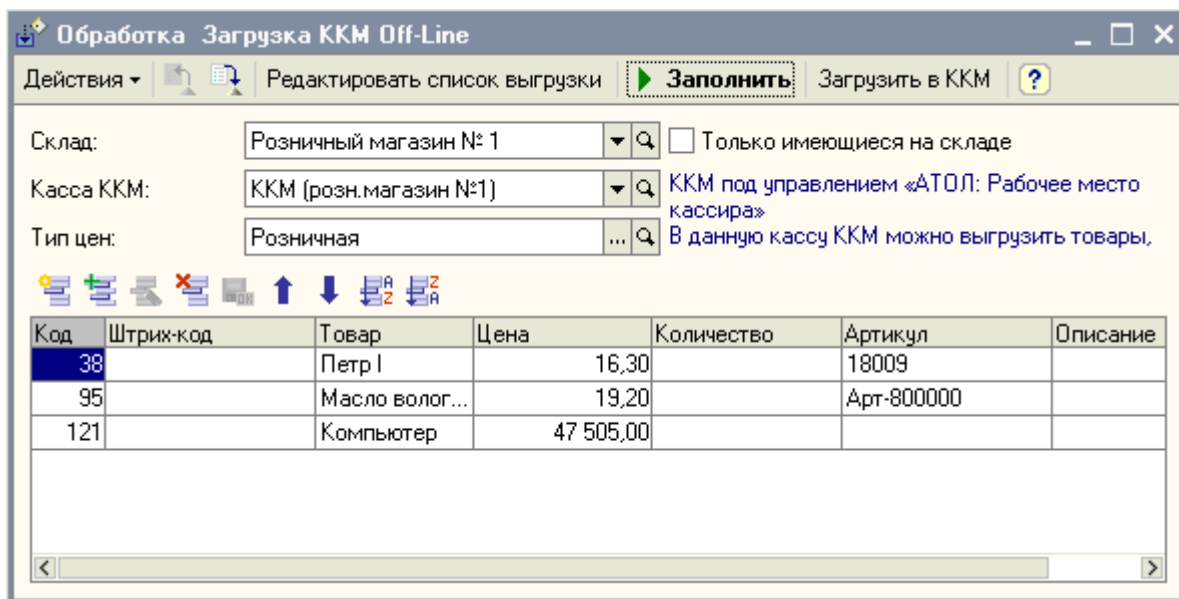 Обработка Загрузка ККМ Off-Line
Действия Редактировать список выгрузки Заполнить Загрузить в ККМ ?
Склад: Розничный магазин № 1 Только имеющиеся на складе
Касса ККМ: ККМ (розн.магазин №1) ККМ под управлением «АТОЛ: Рабочее место
кассира»
Тип цен: Розничная ... В данную кассу ККМ можно выгрузить товары,
Код Штрих-код Товар Цена Количество Артикул Описание
38 Петр I 16,30 18009
95 Масло волог... 19,20 Арт-800000
121 Компьютер 47 505,00